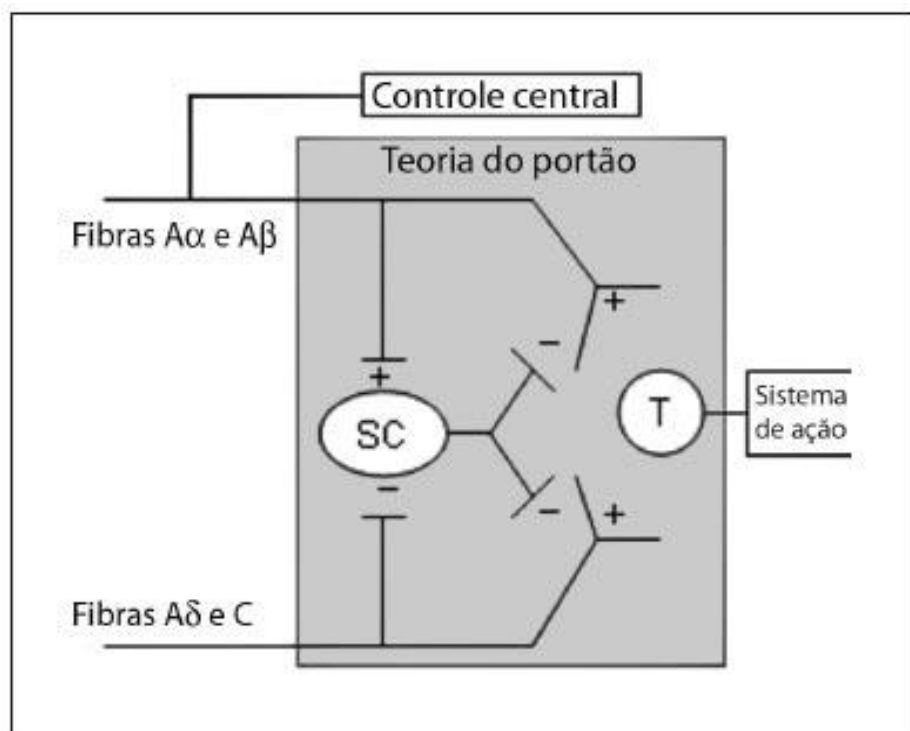 Controle central
Teoria do portão
Fibras Aα e Aβ
+
−
+
SC
T
Sistema
de ação
−
−
+
Fibras Aδ e C